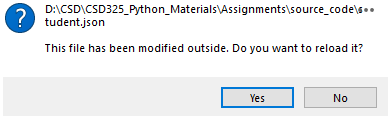 D:\CSD\CSD325_Python_Materials\Assignments\source_code\s
tudent.json
This file has been modified outside. Do you want to reload it?
Yes
No